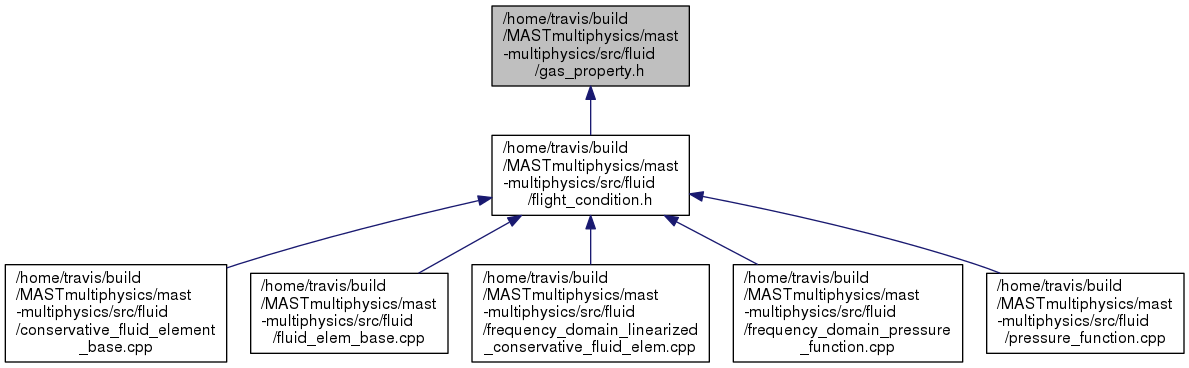 /home/travis/build
/MASTmultiphysics/mast
-multiphysics/src/fluid
/gas_property.h
/home/travis/build
/MASTmultiphysics/mast
-multiphysics/src/fluid
/flight_condition.h
/home/travis/build
/MASTmultiphysics/mast
-multiphysics/src/fluid
/conservative_fluid_element
_base.cpp
/home/travis/build
/MASTmultiphysics/mast
-multiphysics/src/fluid
/fluid_elem_base.cpp
/home/travis/build
/MASTmultiphysics/mast
-multiphysics/src/fluid
/frequency_domain_linearized
_conservative_fluid_elem.cpp
/home/travis/build
/MASTmultiphysics/mast
-multiphysics/src/fluid
/frequency_domain_pressure
_function.cpp
/home/travis/build
/MASTmultiphysics/mast
-multiphysics/src/fluid
/pressure_function.cpp